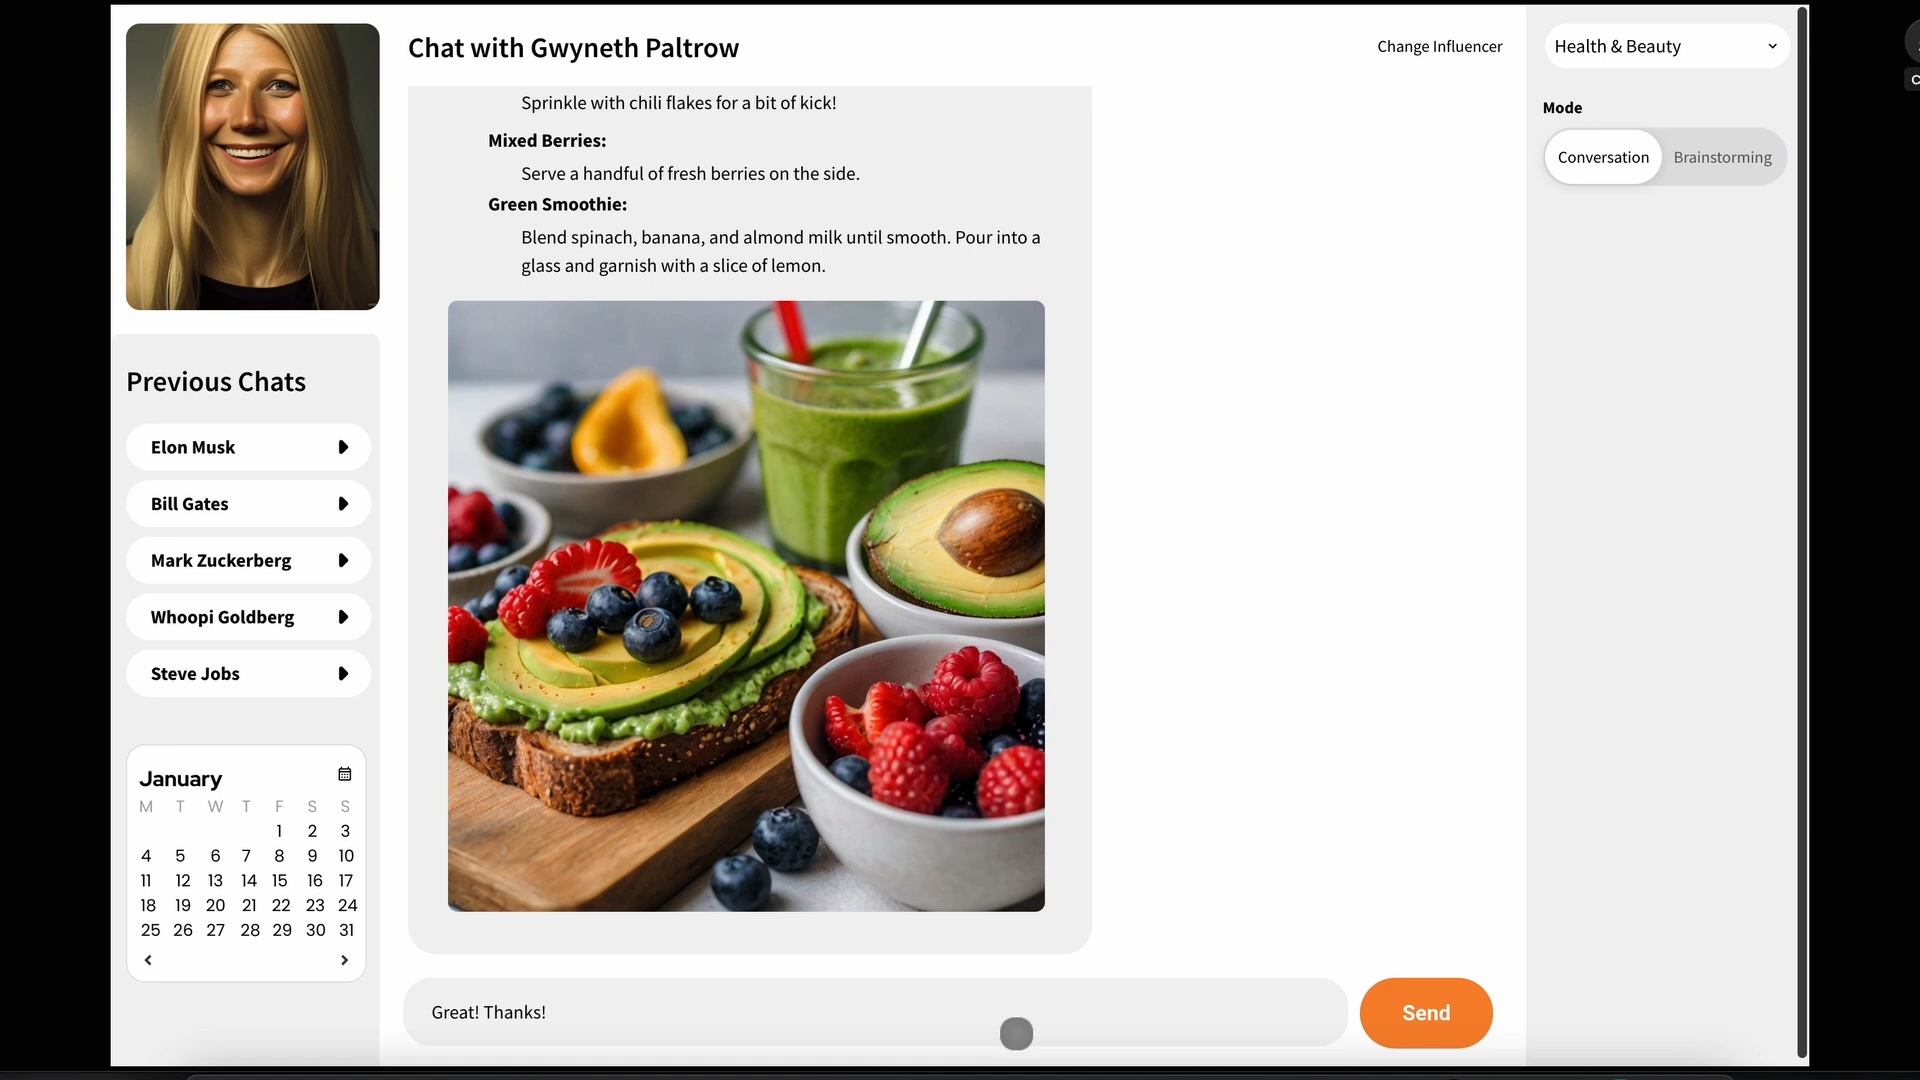 Chat with Gwyneth Paltrow
Change Influencer
Health & Beauty
Mode
Conversation
Brainstorming
Sprinkle with chili flakes for a bit of kick!
Mixed Berries:
Serve a handful of fresh berries on the side.
Green Smoothie:
Blend spinach, banana, and almond milk until smooth. Pour into a
glass and garnish with a slice of lemon.
Previous Chats
Elon Musk
Bill Gates
Mark Zuckerberg
Whoopi Goldberg
Steve Jobs
January
M T W T F S S
1 2 3
4 5 6 7 8 9 10
11 12 13 14 15 16 17
18 19 20 21 22 23 24
25 26 27 28 29 30 31
Great! Thanks!
Send